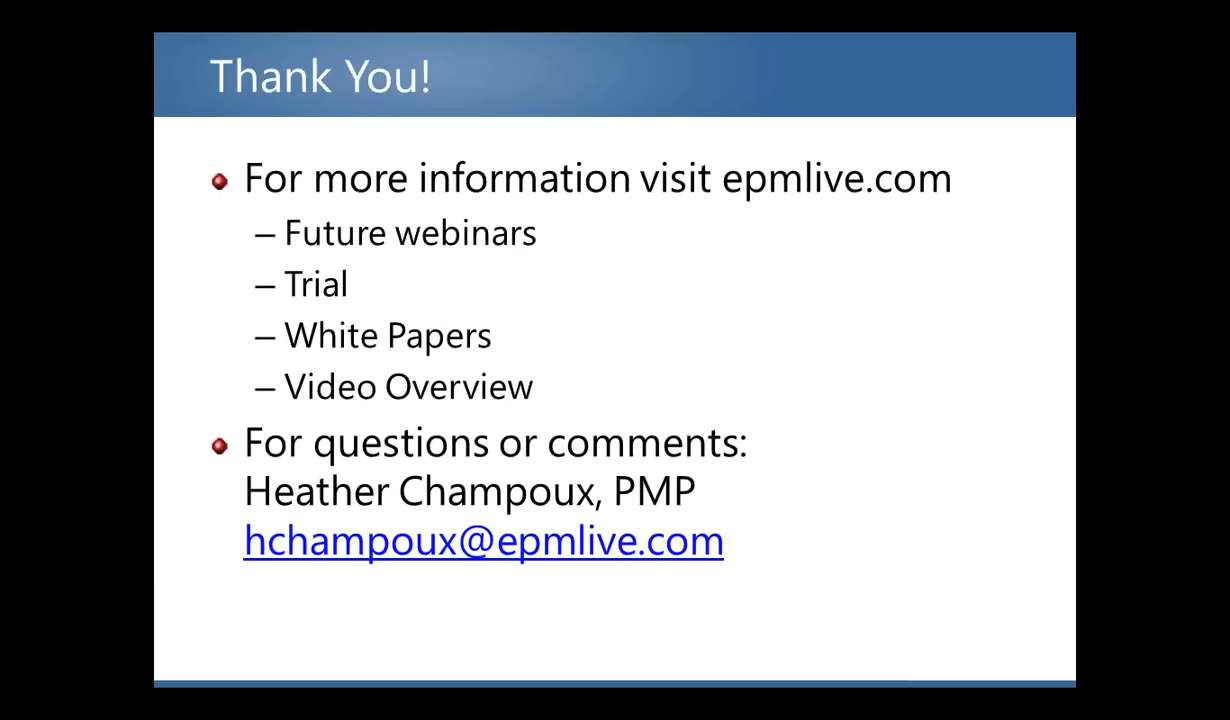 Thank You!
For more information visit epmlive.com
– Future webinars
– Trial
– White Papers
– Video Overview
For questions or comments:
Heather Champoux, PMP
hchampoux@epmlive.com